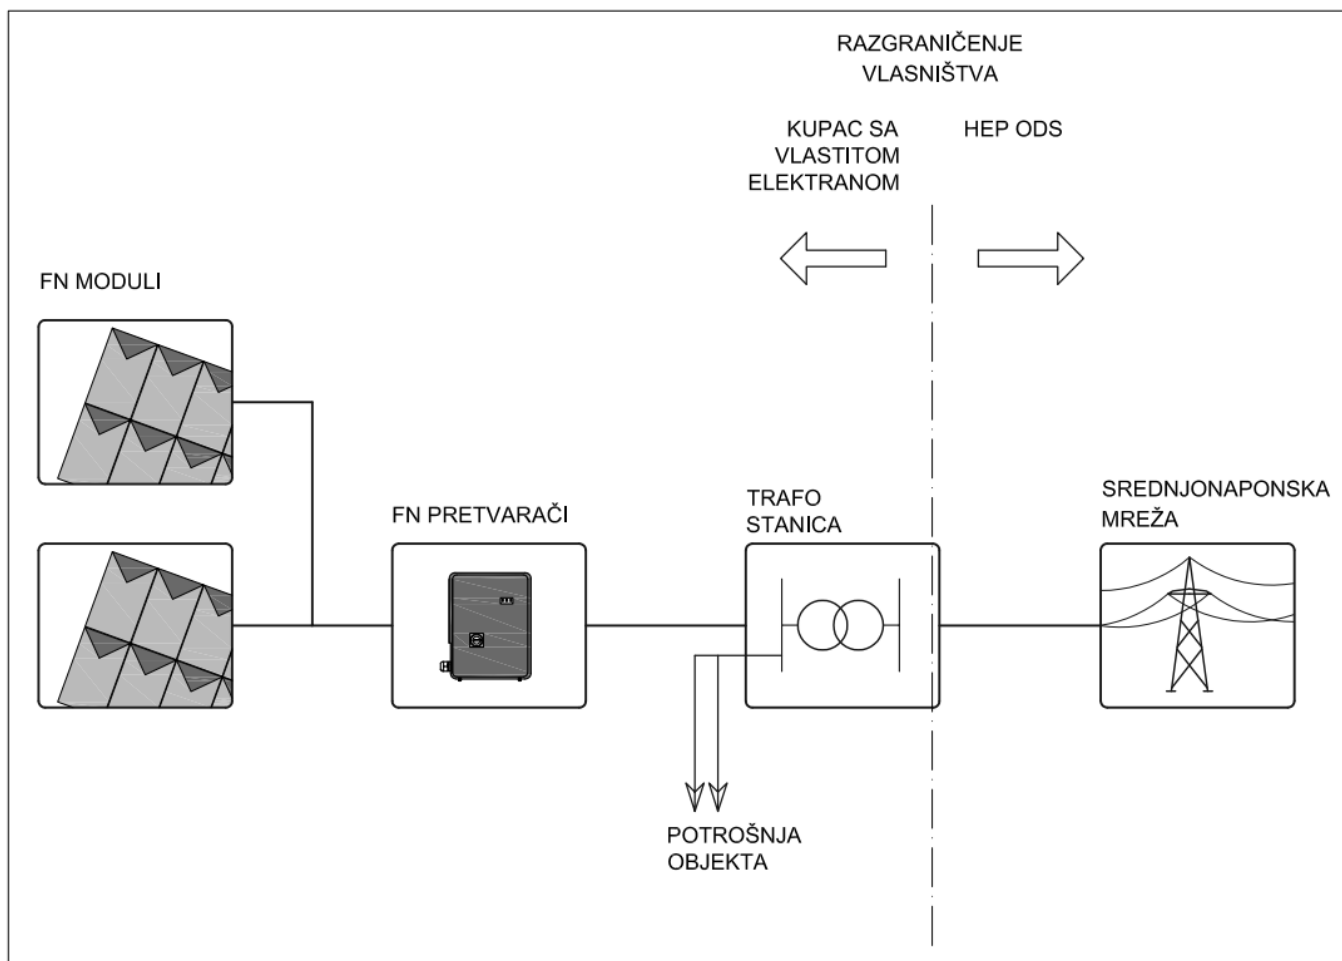 RAZGRANIČENJE
VLASNIŠTVA
KUPAC SA
VLASTITOM
ELEKTRANOM
HEP ODS
FN MODULI
FN PRETVARAČI
TRAFO
STANICA
SREDNJONAPONSKA
MREŽA
POTROŠNJA
OBJEKTA